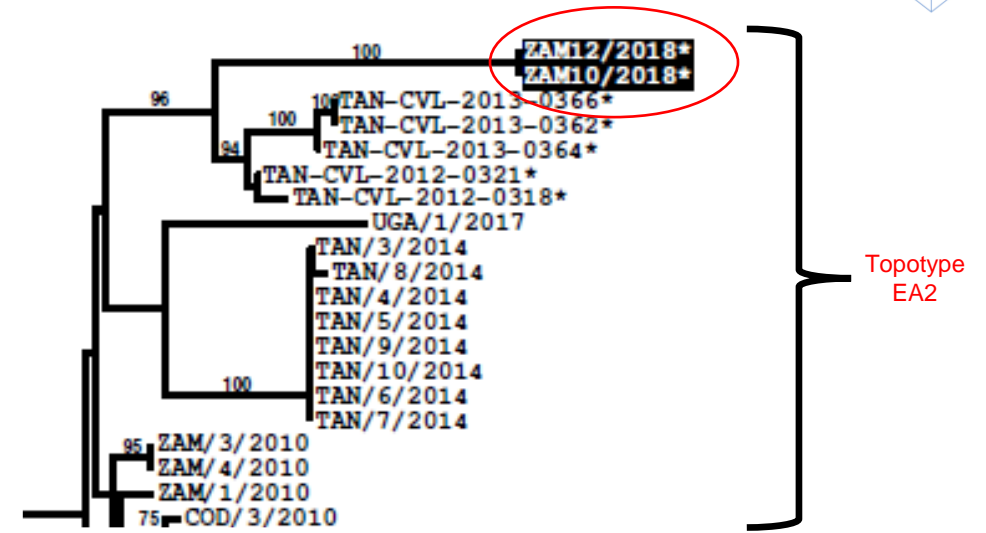 100
ZAM12/2018*
ZAM10/2018*
96
100
TAN-CVL-2013-0366*
100
TAN-CVL-2013-0362*
94
TAN-CVL-2013-0364*
TAN-CVL-2012-0321*
TAN-CVL-2012-0318*
UGA/1/2017
TAN/3/2014
TAN/8/2014
TAN/4/2014
TAN/5/2014
TAN/9/2014
TAN/10/2014
100
TAN/6/2014
TAN/7/2014
Topotype
EA2
95
ZAM/3/2010
ZAM/4/2010
ZAM/1/2010
75
COD/3/2010